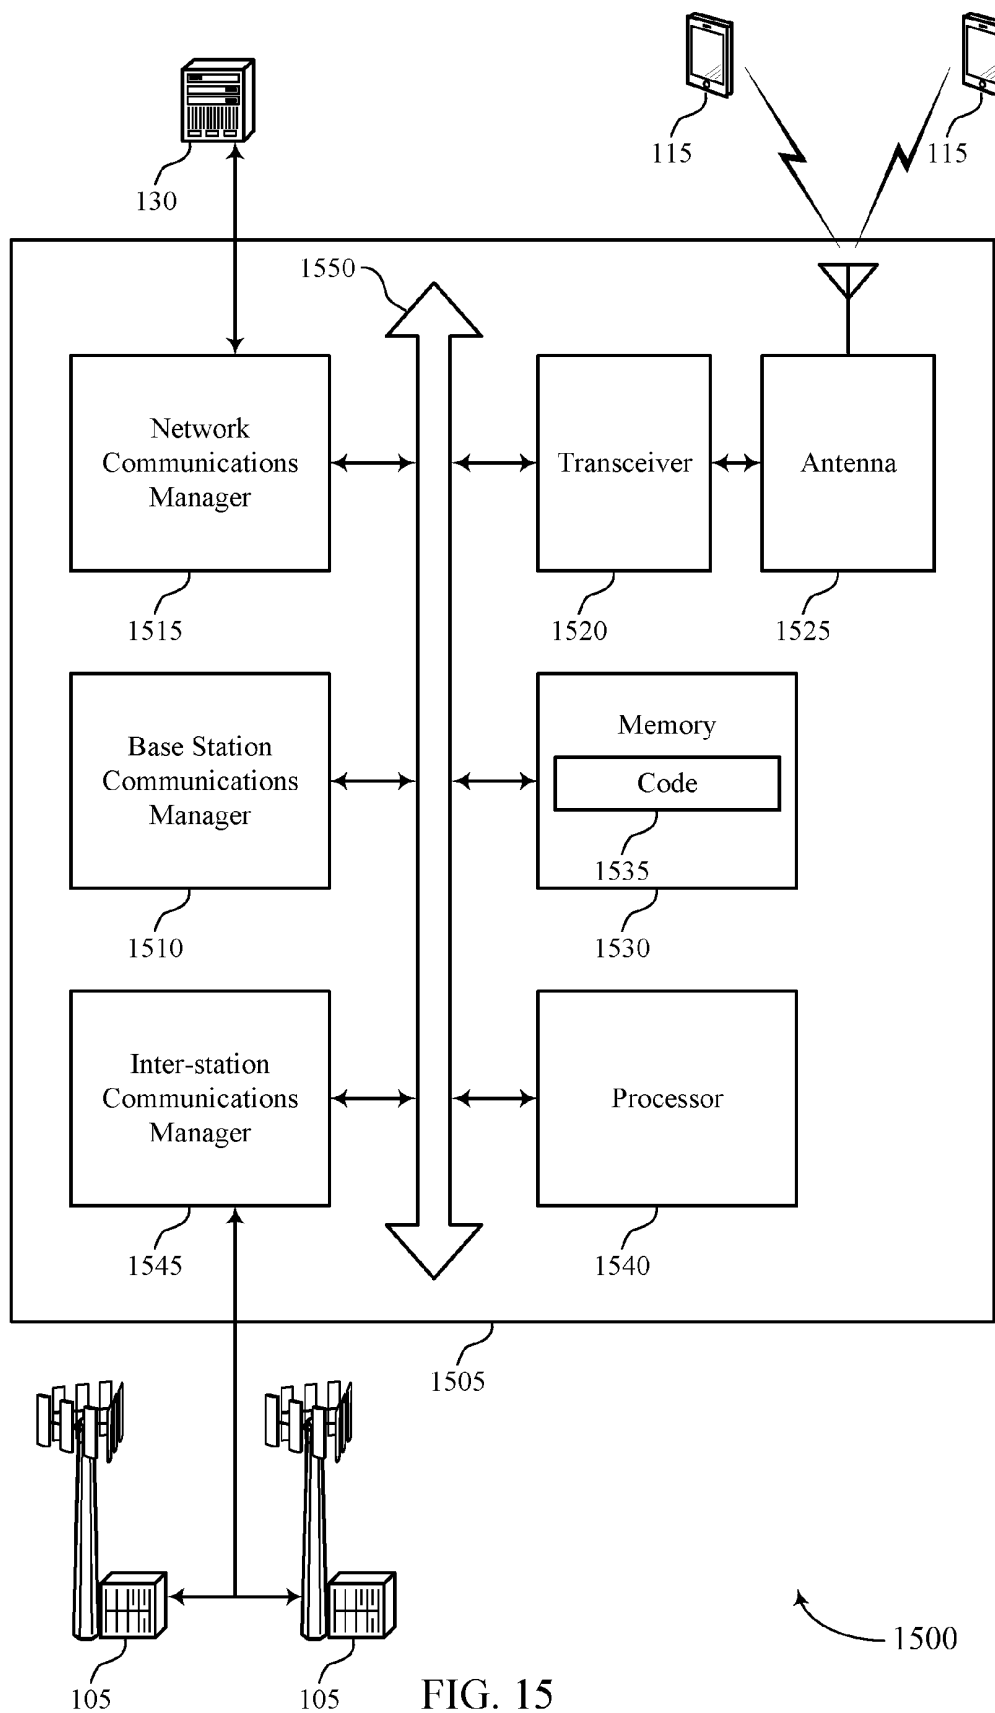 130
115
115
1550
Network
Communications
Manager
Transceiver
Antenna
1515
1520
1525
Base Station
Communications
Manager
Memory
Code
1535
1510
1530
Inter-station
Communications
Manager
Processor
1545
1540
1505
1500
105
105
FIG. 15